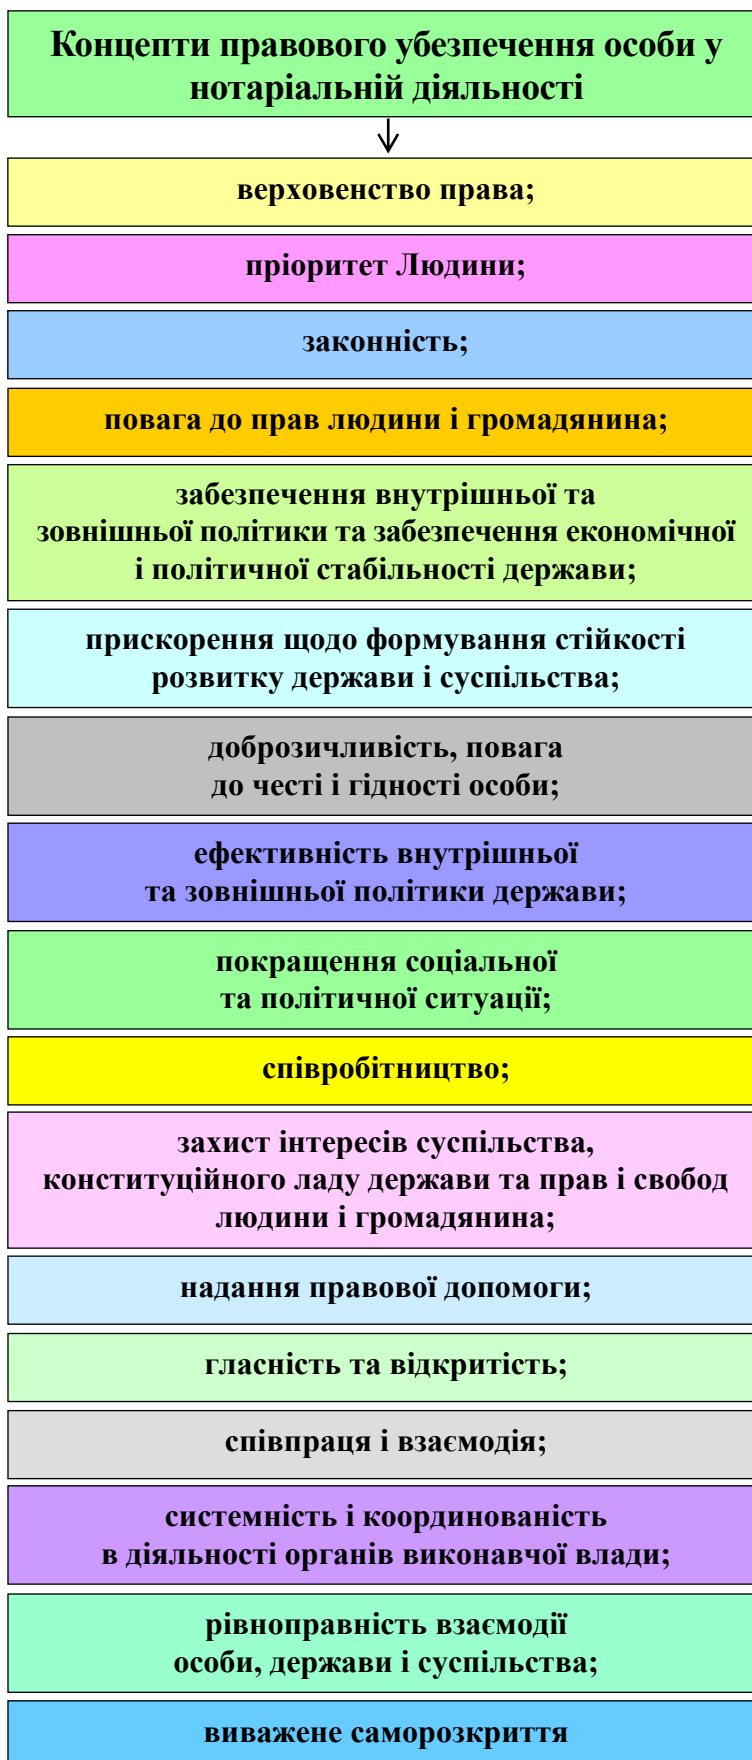 Концепти правового убезпечення особи у
нотаріальній діяльності
верховенство права;
пріоритет Людини;
законність;
повага до прав людини і громадянина;
забезпечення внутрішньої та
зовнішньої політики та забезпечення економічної
і політичної стабільності держави;
прискорення щодо формування стійкості
розвитку держави і суспільства;
доброзичливість, повага
до честі і гідності особи;
ефективність внутрішньої
та зовнішньої політики держави;
покращення соціальної
та політичної ситуації;
співробітництво;
захист інтересів суспільства,
конституційного ладу держави та прав і свобод
людини і громадянина;
надання правової допомоги;
гласність та відкритість;
співпраця і взаємодія;
системність і координованість
в діяльності органів виконавчої влади;
рівноправність взаємодії
особи, держави і суспільства;
виважене саморозкриття